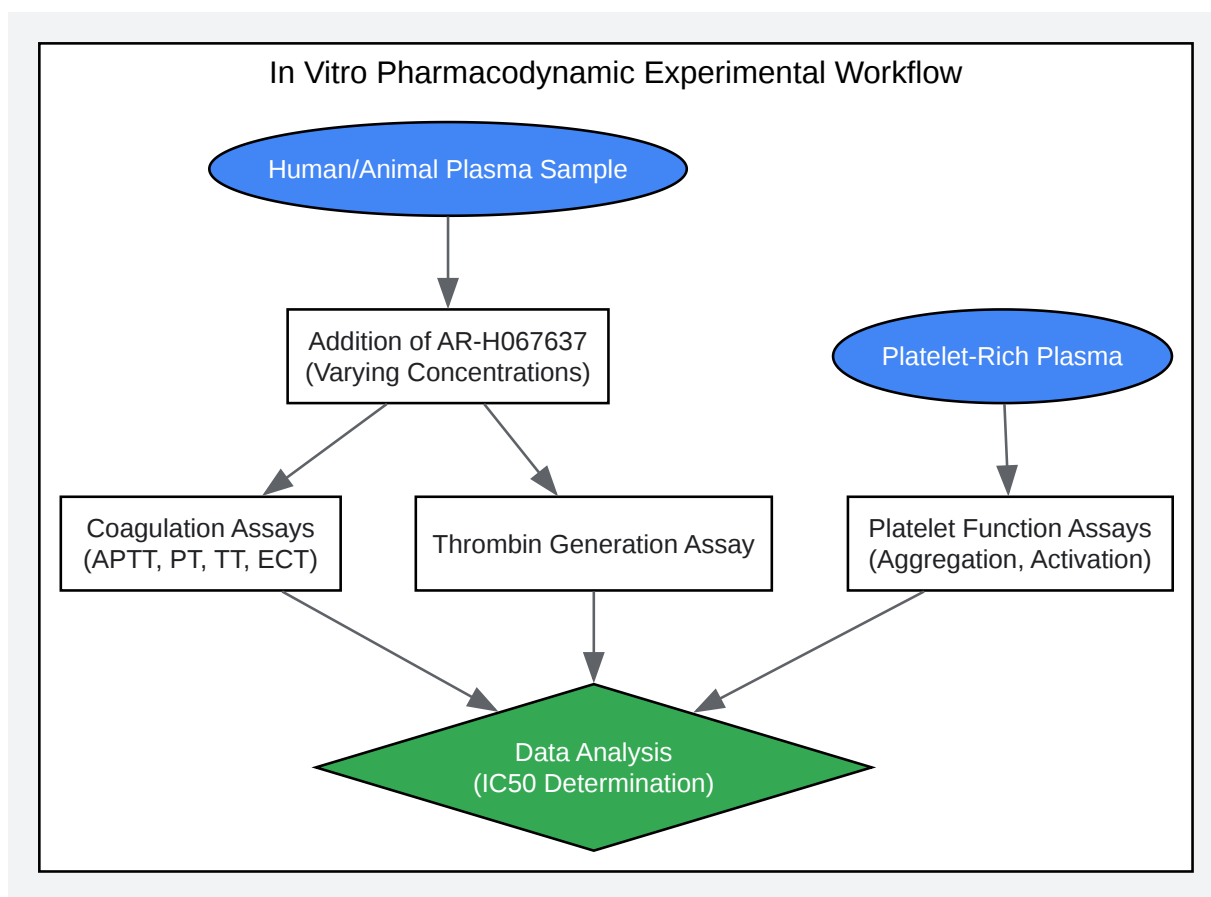 In Vitro Pharmacodynamic Experimental Workflow
Human/Animal Plasma Sample
Addition of AR-H067637
(Varying Concentrations)
Platelet-Rich Plasma
Coagulation Assays
(APTT, PT, TT, ECT)
Thrombin Generation Assay
Platelet Function Assays
(Aggregation, Activation)
Data Analysis
(IC50 Determination)